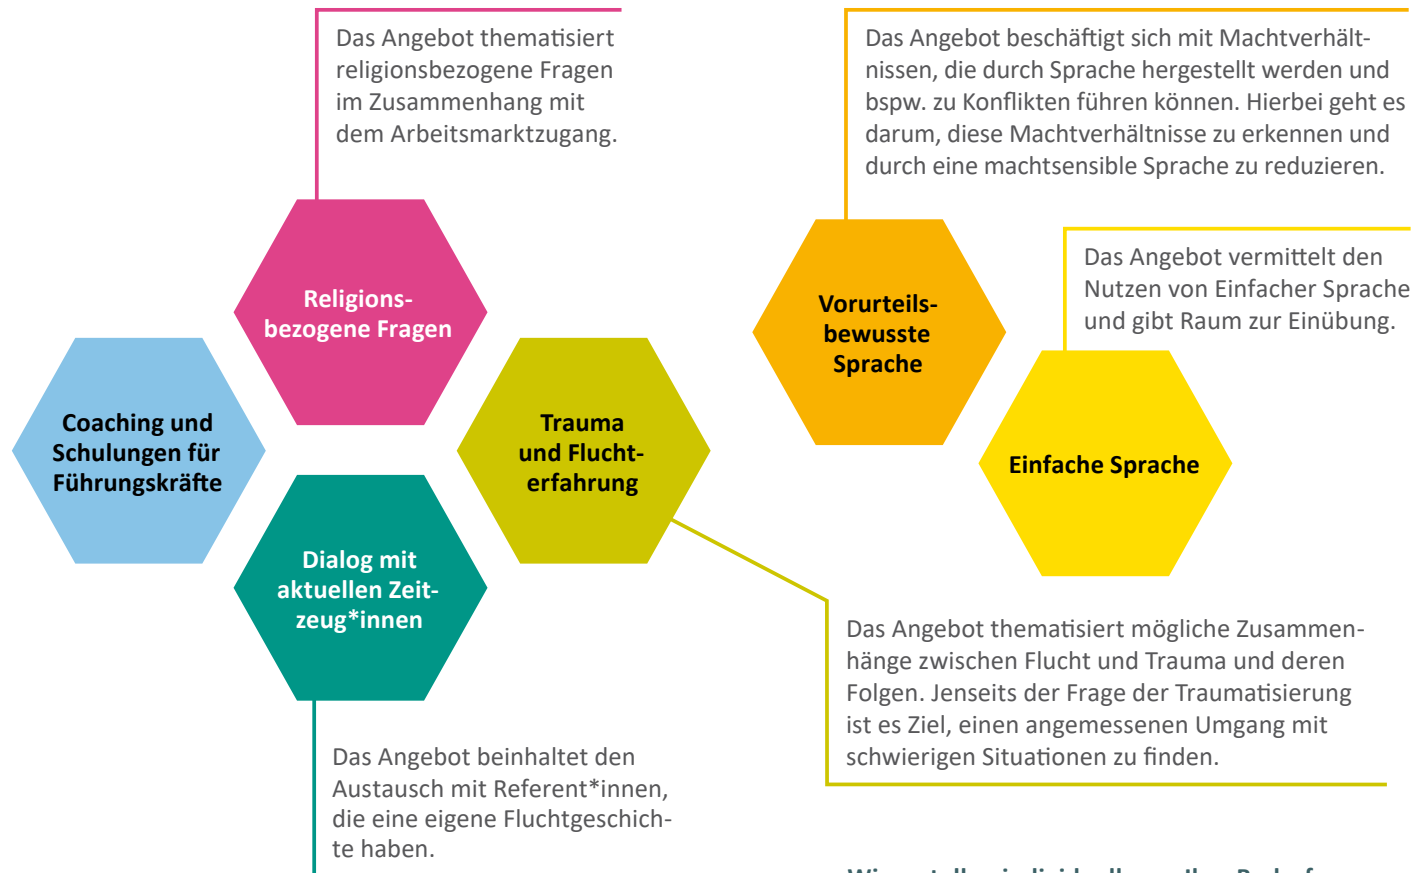 Das Angebot thematisiert
religionsbezogene Fragen
im Zusammenhang mit
dem Arbeitsmarktzugang.
Das Angebot beschäftigt sich mit Machtverhält-
nissen, die durch Sprache hergestellt werden und
bspw. zu Konflikten führen können. Hierbei geht es
darum, diese Machtverhältnisse zu erkennen und
durch eine machtsensible Sprache zu reduzieren.
Religions-
bezogene Fragen
Vorurteils-
bewusste
Sprache
Das Angebot vermittelt den
Nutzen von Einfacher Sprache
und gibt Raum zur Einübung.
Coaching und
Schulungen für
Führungskräfte
Trauma
und Flucht-
erfahrung
Einfache Sprache
Dialog mit
aktuellen Zeit-
zeug*innen
Das Angebot thematisiert mögliche Zusammen-
hänge zwischen Flucht und Trauma und deren
Folgen. Jenseits der Frage der Traumatisierung
ist es Ziel, einen angemessenen Umgang mit
schwierigen Situationen zu finden.
Das Angebot beinhaltet den
Austausch mit Referent*innen,
die eine eigene Fluchtgeschich-
te haben.